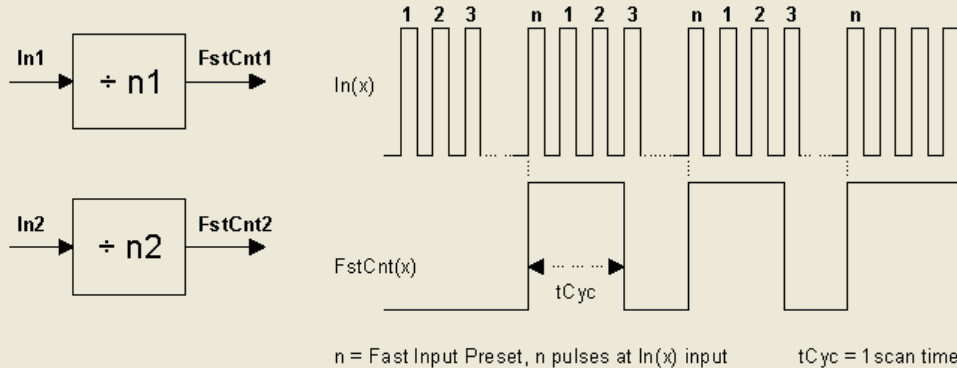 1 2 3 n 1 2 3 n 1 2 3 n
In1 FstCnt1
÷ n1
In(x)
In2 FstCnt2
÷ n2
FstCnt(x)
tCyc
n = Fast Input Preset, n pulses at In(x) input tCyc = 1 scan time